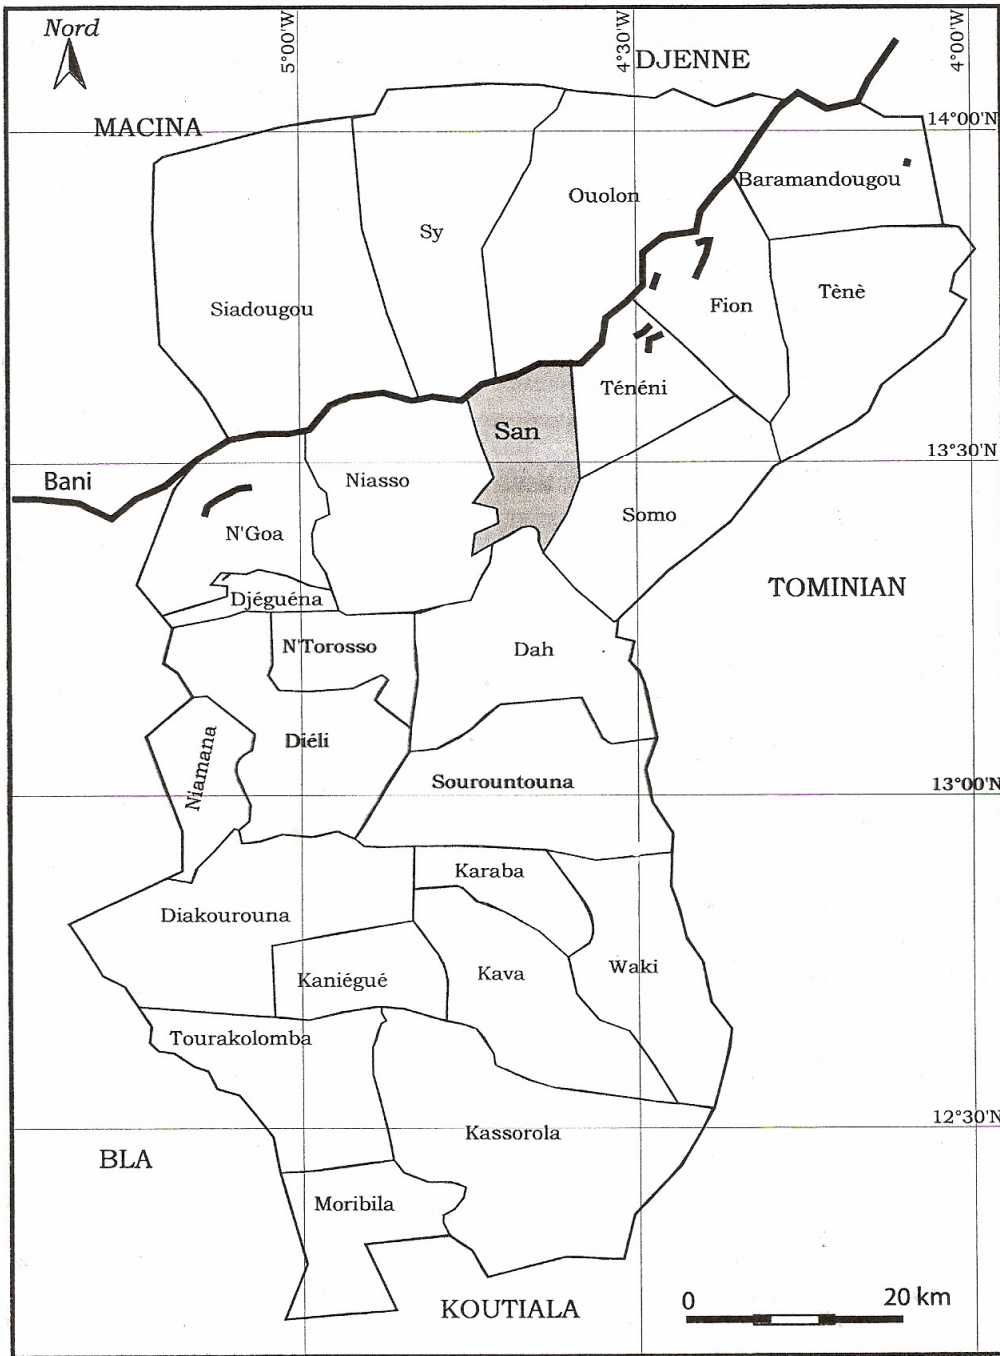 Nord
5°00'W
4°30'W
4°00'W
DJENNE
MACINA
14°00'N
Baramandougou
Ouolon
Sy
Tènè
Fion
Siadougou
Ténéni
San
13°30'N
Bani
Niasso
Somo
N'Goa
TOMINIAN
Djéguéna
N'Torosso
Dah
Diéli
Niamana
Sourountouna
13°00'N
Karaba
Diakourouna
Waki
Kava
Kaniégué
Tourakolomba
12°30'N
Kassorola
BLA
Moribila
0 20 km
KOUTIALA